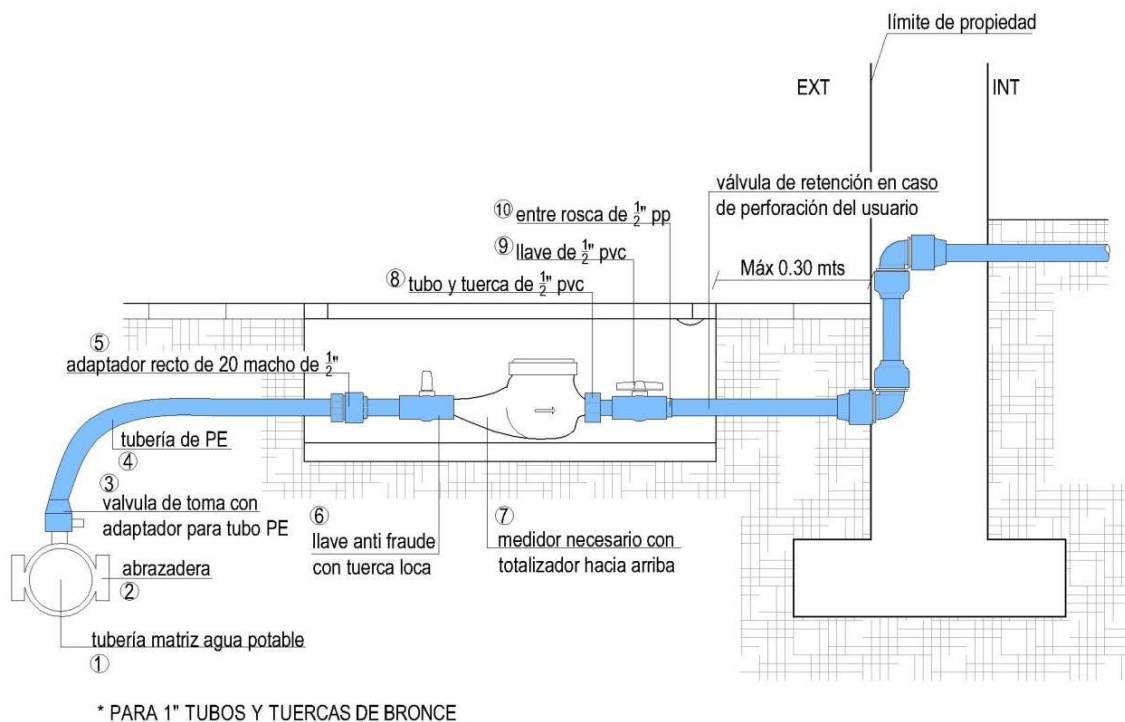 límite de propiedad
EXT
INT
válvula de retención en caso
de perforación del usuario
⑩ entre rosca de ½" pp
⑨ llave de ½" pvc
Máx 0.30 mts
⑧ tubo y tuerca de ½" pvc
⑤
adaptador recto de 20 macho de ½"
tubería de PE
④
③
valvula de toma con
adaptador para tubo PE
⑥
llave anti fraude
con tuerca loca
⑦
medidor necesario con
totalizador hacia arriba
abrazadera
②
tubería matriz agua potable
①
* PARA 1" TUBOS Y TUERCAS DE BRONCE